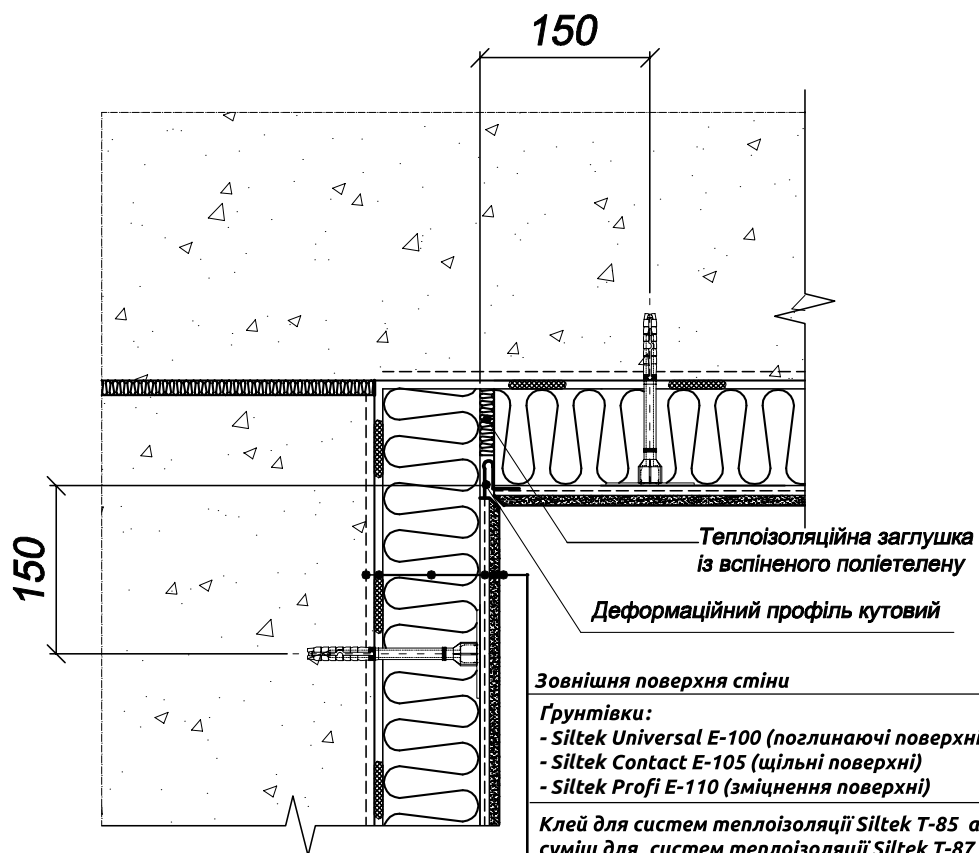 150
150
Теплоізоляційна заглушка
із вспіненого поліетелену
Деформаційний профіль кутовий
Зовнішня поверхня стіни
Ґрунтівки:
- Siltek Universal E-100 (поглинаючі поверхні
- Siltek Contact E-105 (щільні поверхні)
- Siltek Profi E-110 (зміцнення поверхні)
Клей для систем теплоізоляції Siltek T-85 а
суміш для систем теплоізоляції Siltek T-87